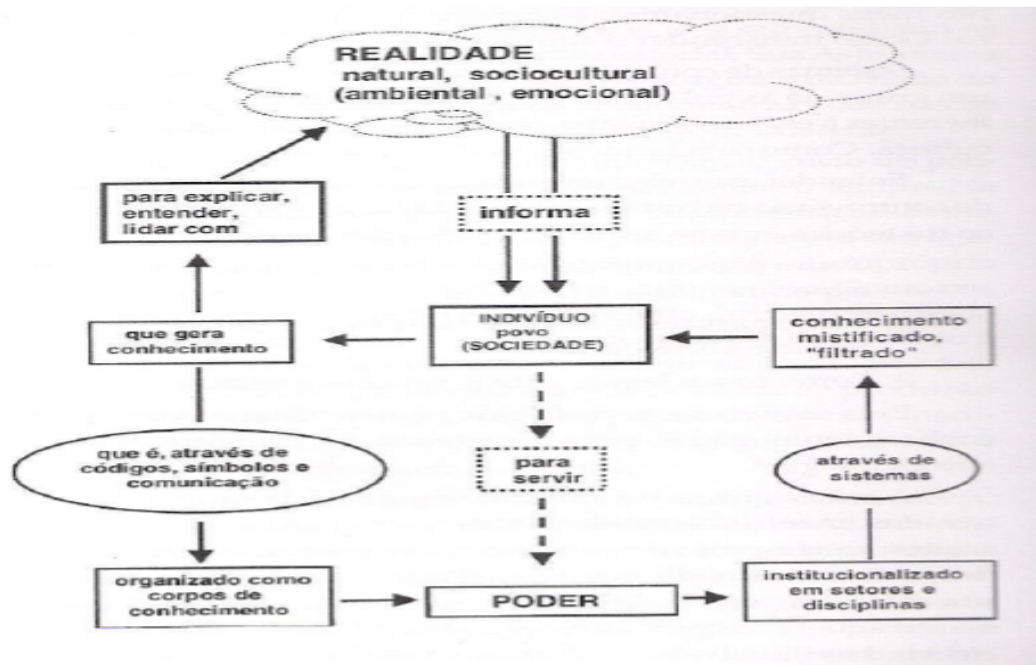 REALIDADE
natural, sociocultural
(ambiental , emocional)
para explicar,
entender,
lidar com
informa
que gera
conhecimento
INDIVÍDUO
povo
(SOCIEDADE)
conhecimento
mistificado,
"filtrado"
que é, através de
códigos, símbolos e
comunicação
para
servir
através de
sistemas
organizado como
corpos de
conhecimento
PODER
institucionalizado
em setores e
disciplinas